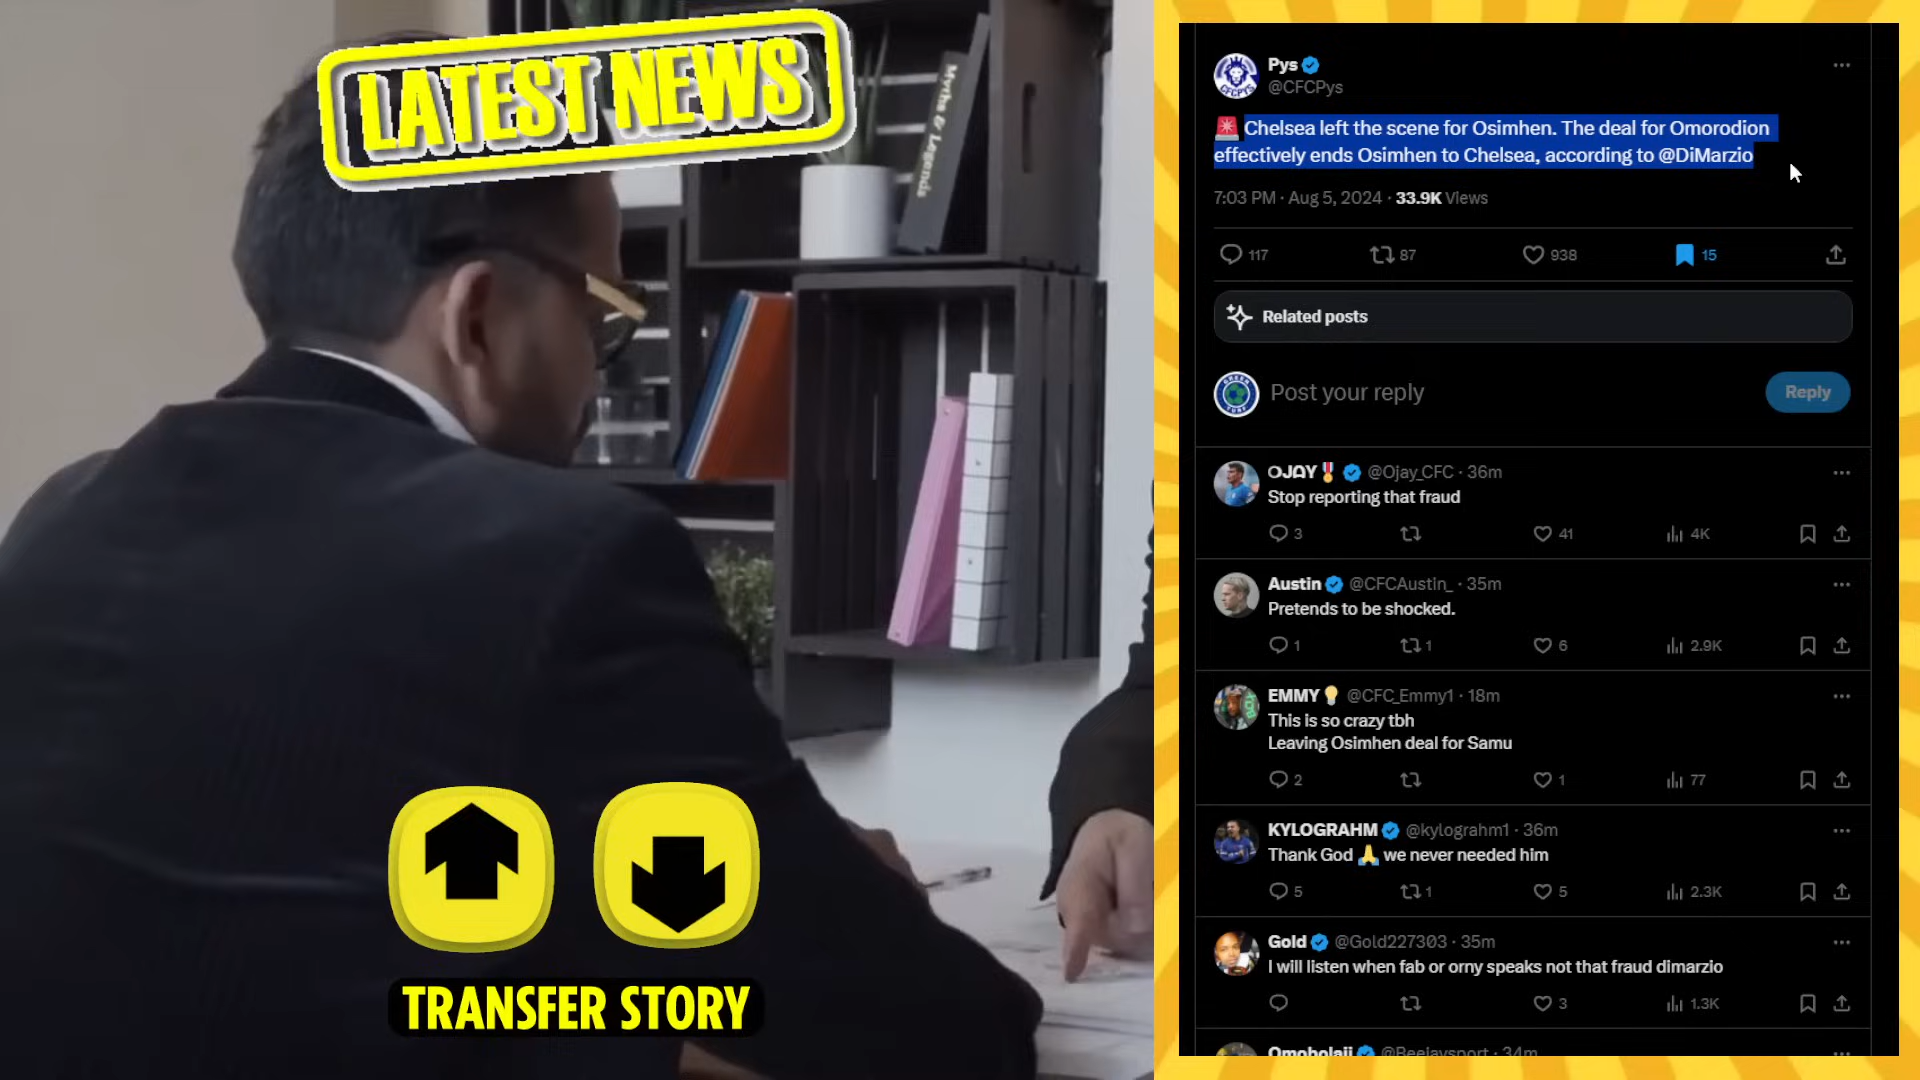 LATEST NEWS
Myths & Legends
TRANSFER STORY
Pys
@CFCPys
CFCPYS
🚨 Chelsea left the scene for Osimhen. The deal for Omorodion
effectively ends Osimhen to Chelsea, according to @DiMarzio
7:03 PM · Aug 5, 2024 · 33.9K Views
117 87 938 15
Related posts
Post your reply
Reply
OJAY🎖️ @Ojay_CFC · 36m
Stop reporting that fraud
3 41 4K
Austin @CFCAustin_ · 35m
Pretends to be shocked.
1 1 6 2.9K
EMMY💡 @CFC_Emmy1 · 18m
This is so crazy tbh
Leaving Osimhen deal for Samu
2 1 77
KYLOGRAHM @kylograhm1 · 36m
Thank God 🙏 we never needed him
5 1 5 2.3K
Gold @Gold227303 · 35m
I will listen when fab or orny speaks not that fraud dimarzio
3 1.3K
Omobolaji @Beejaysport · 34m